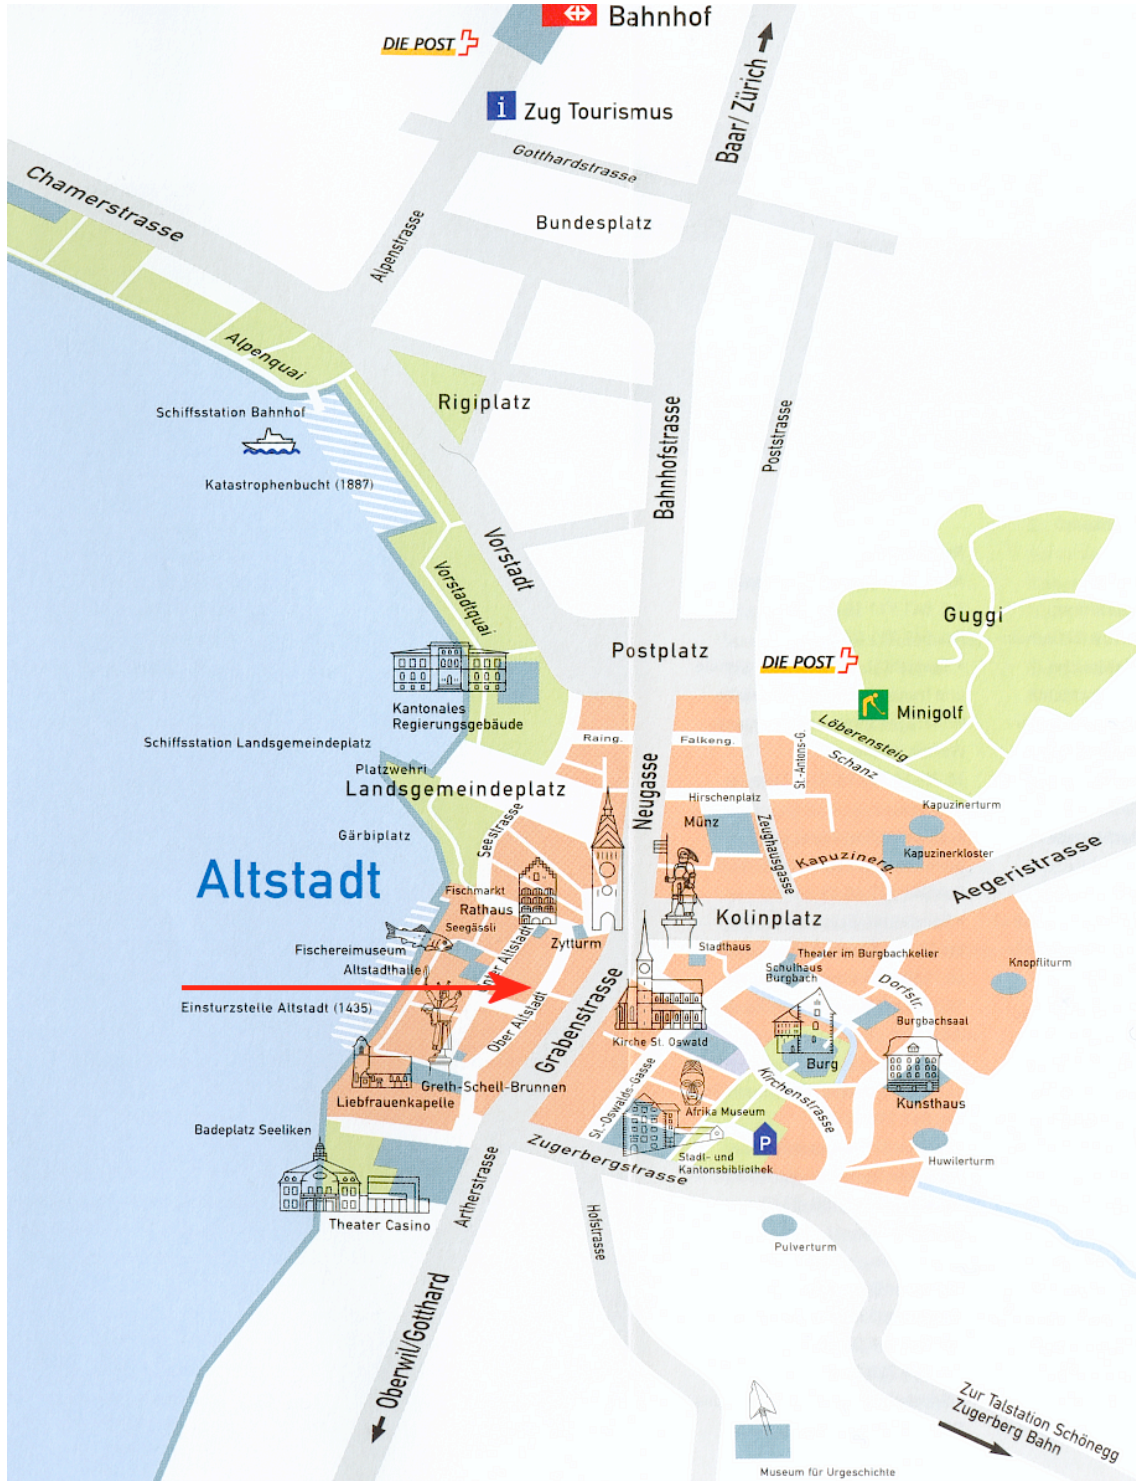 Bahnhof
DIE POST
i
Zug Tourismus
Baar/ Zürich
Gotthardstrasse
Chamerstrasse
Bundesplatz
Alpenstrasse
Alpenquai
Rigiplatz
Schiffsstation Bahnhof
Bahnhofstrasse
Poststrasse
Katastrophenbucht (1887)
Vorstadt
Vorstadtquai
Guggi
Postplatz
DIE POST
Kantonales
Regierungsgebäude
Minigolf
Löberensteig
Schanz
Raing.
Falkeng.
St.-Antons-G.
Schiffsstation Landsgemeindeplatz
Platzwehri
Landsgemeindeplatz
Neugasse
Hirschenplatz
Kapuzinerturm
Münz
Zeughausgasse
Seestrasse
Gärbiplatz
Kapuzinerg.
Kapuzinerkloster
Aegeristrasse
Altstadt
Fischmarkt
Rathaus
Seegässli
Kolinplatz
Zytturm
Stadthaus
Unter Altstadt
Fischereimuseum
Altstadthalle
Theater im Burgbachkeller
Schulhaus
Burgbach
Knopfliturm
Dorfstr.
Einsturzstelle Altstadt (1435)
Ober Altstadt
Grabenstrasse
Burgbachsaal
Kirche St. Oswald
Burg
Greth-Schell-Brunnen
Liebfrauenkapelle
Kirchenstrasse
Kunsthaus
St.-Oswalds-Gasse
Afrika Museum
Badeplatz Seeliken
Zugerbergstrasse
P
Stadt- und
Kantonsbibliothek
Huwilerturm
Artherstrasse
Theater Casino
Hofstrasse
Pulverturm
Oberwil/Gotthard
Zur Talstation Schönegg
Zugerberg Bahn
Museum für Urgeschichte